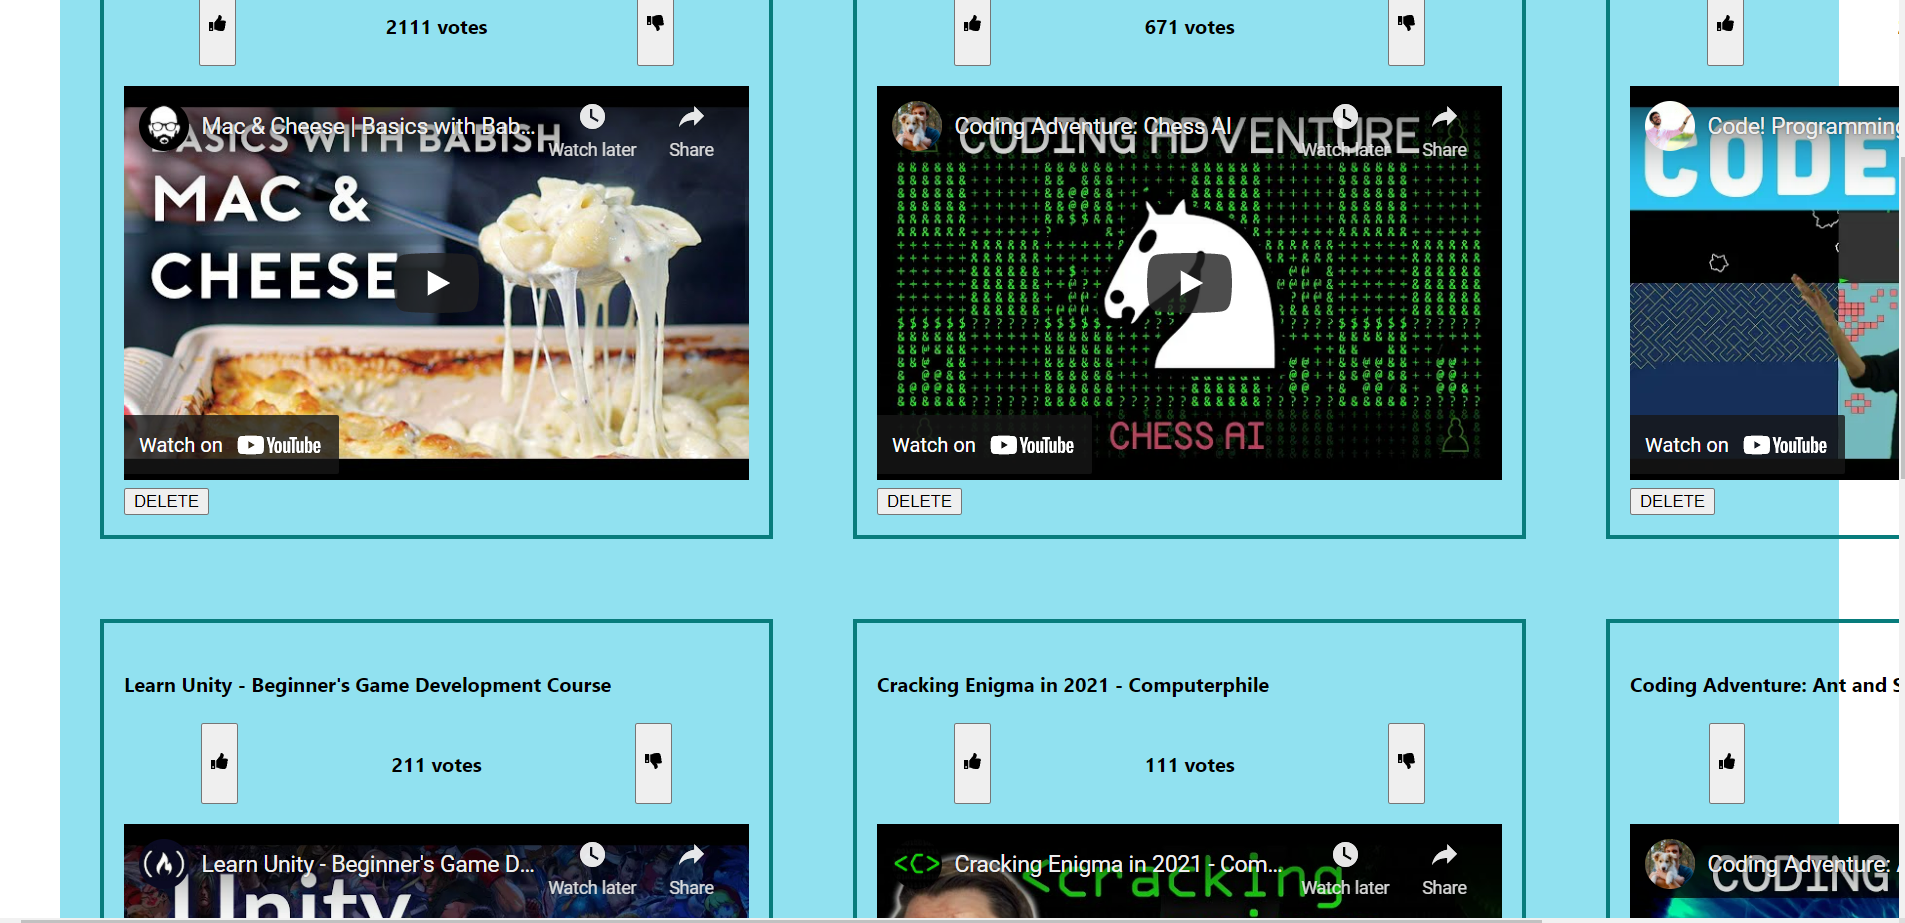 2111 votes
671 votes
BASICS WITH BABISH
Mac & Cheese | Basics with Bab...
Watch later
Share
MAC &
CHEESE
Watch on YouTube
DELETE
CODING ADVENTURE
Coding Adventure: Chess AI
Watch later
Share
CHESS AI
Watch on YouTube
DELETE
Code! Programming
CODE
Watch on YouTube
DELETE
Learn Unity - Beginner's Game Development Course
211 votes
Learn Unity - Beginner's Game D...
Watch later
Share
Unity
Cracking Enigma in 2021 - Computerphile
111 votes
<C>
Cracking Enigma in 2021 - Com...
Watch later
Share
<cracking
Coding Adventure: Ant and S
Coding Adventure:
CODING